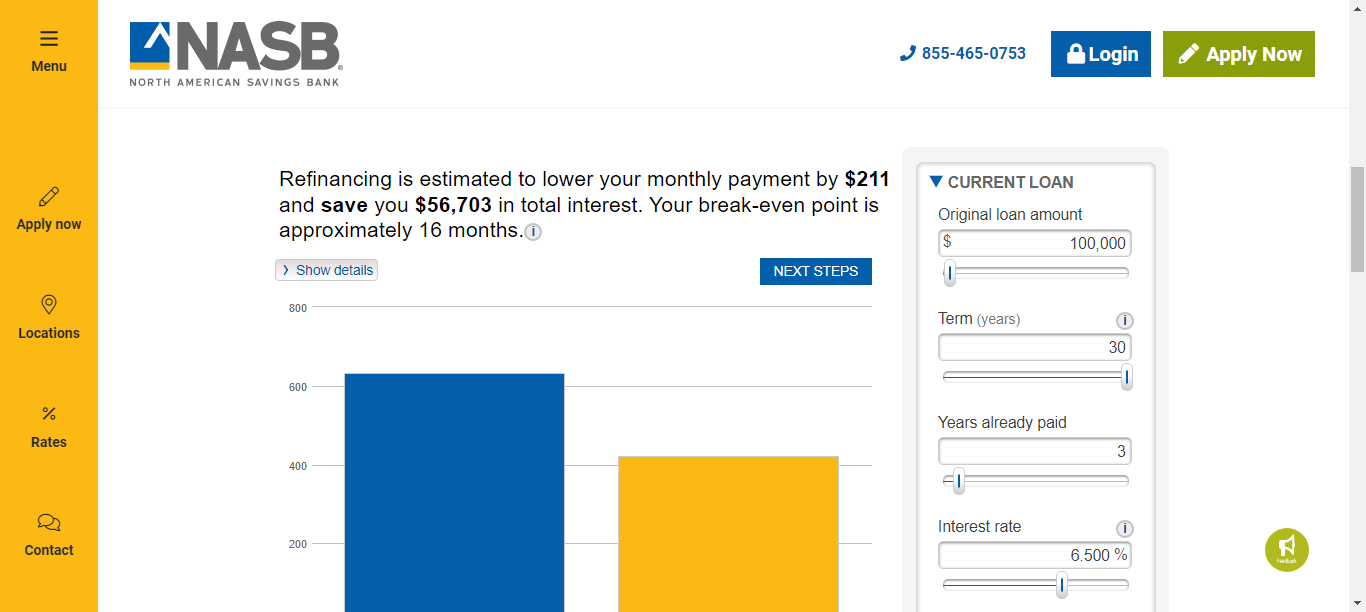 Menu
Apply now
Locations
Rates
Contact
NASB®
NORTH AMERICAN SAVINGS BANK
855-465-0753
Login
Apply Now
Refinancing is estimated to lower your monthly payment by $211
and save you $56,703 in total interest. Your break-even point is
approximately 16 months. i
Show details
NEXT STEPS
800
600
400
200
CURRENT LOAN
Original loan amount
$ 100,000
Term (years) i
30
Years already paid
3
Interest rate i
6.500 %
Feedback